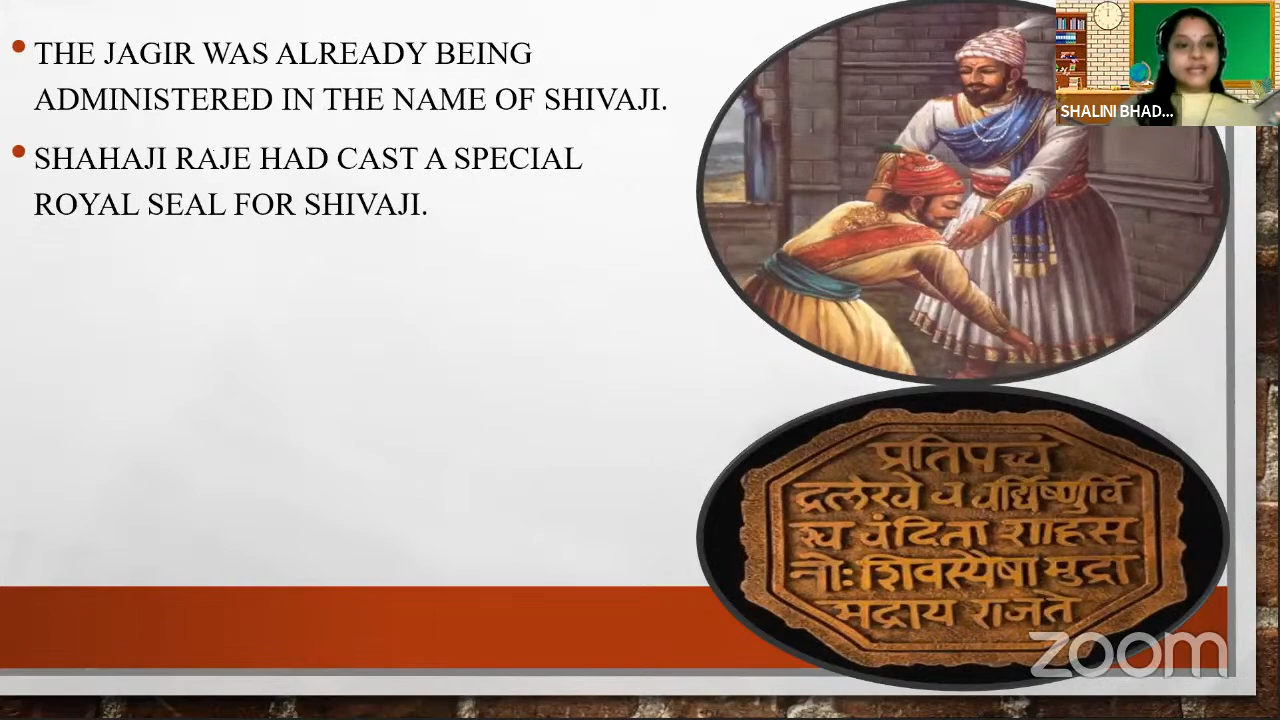 THE JAGIR WAS ALREADY BEING
ADMINISTERED IN THE NAME OF SHIVAJI.
SHAHAJI RAJE HAD CAST A SPECIAL
ROYAL SEAL FOR SHIVAJI.
SHALINI BHAD...
प्रतिपच्चं
द्रलेखेव वर्धिष्णुर्वि
श्व वंदिता शाहस
नोः शिवस्यैषा मुद्रा
भद्राय राजते
zoom